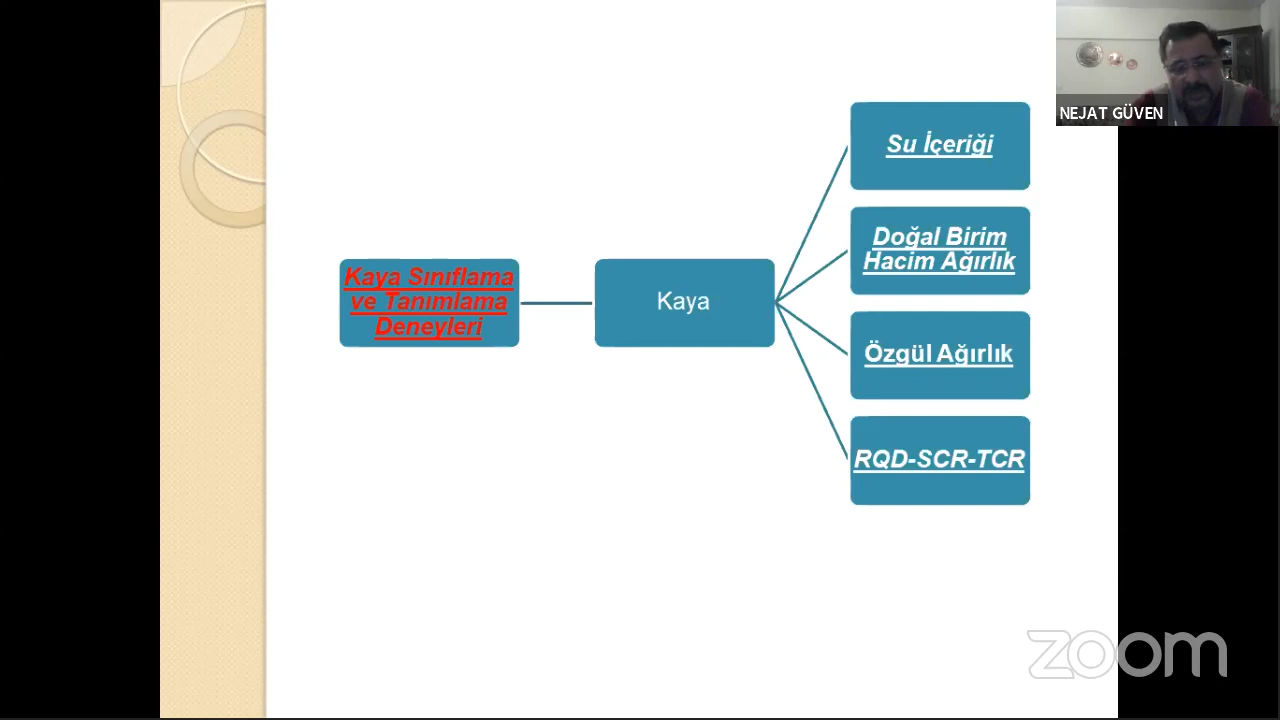 NEJAT GÜVEN
Su İçeriği
Doğal Birim
Hacim Ağırlık
Kaya Sınıflama
ve Tanımlama
Deneyleri
Kaya
Özgül Ağırlık
RQD-SCR-TCR
zoom